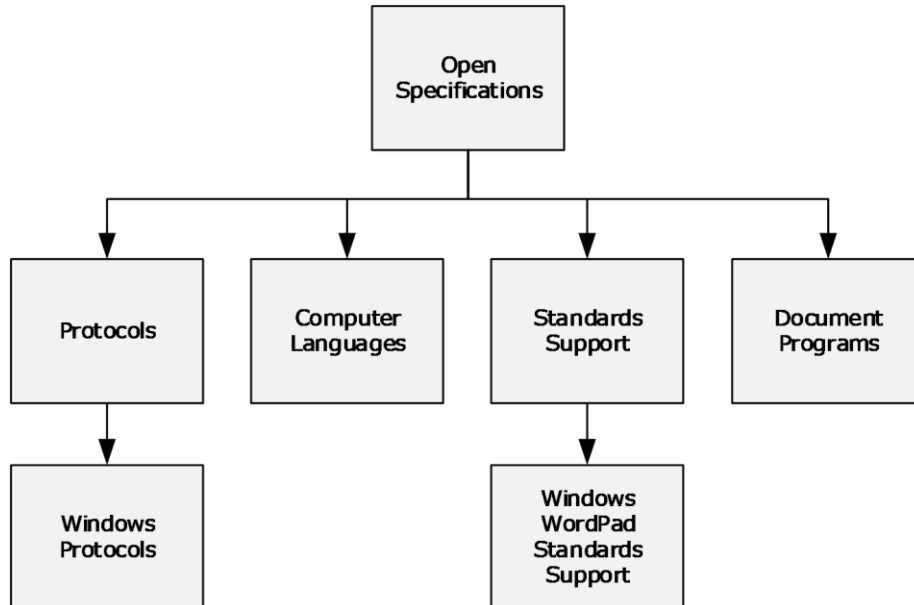 Open
Specifications
Protocols
Computer
Languages
Standards
Support
Document
Programs
Windows
Protocols
Windows
WordPad
Standards
Support